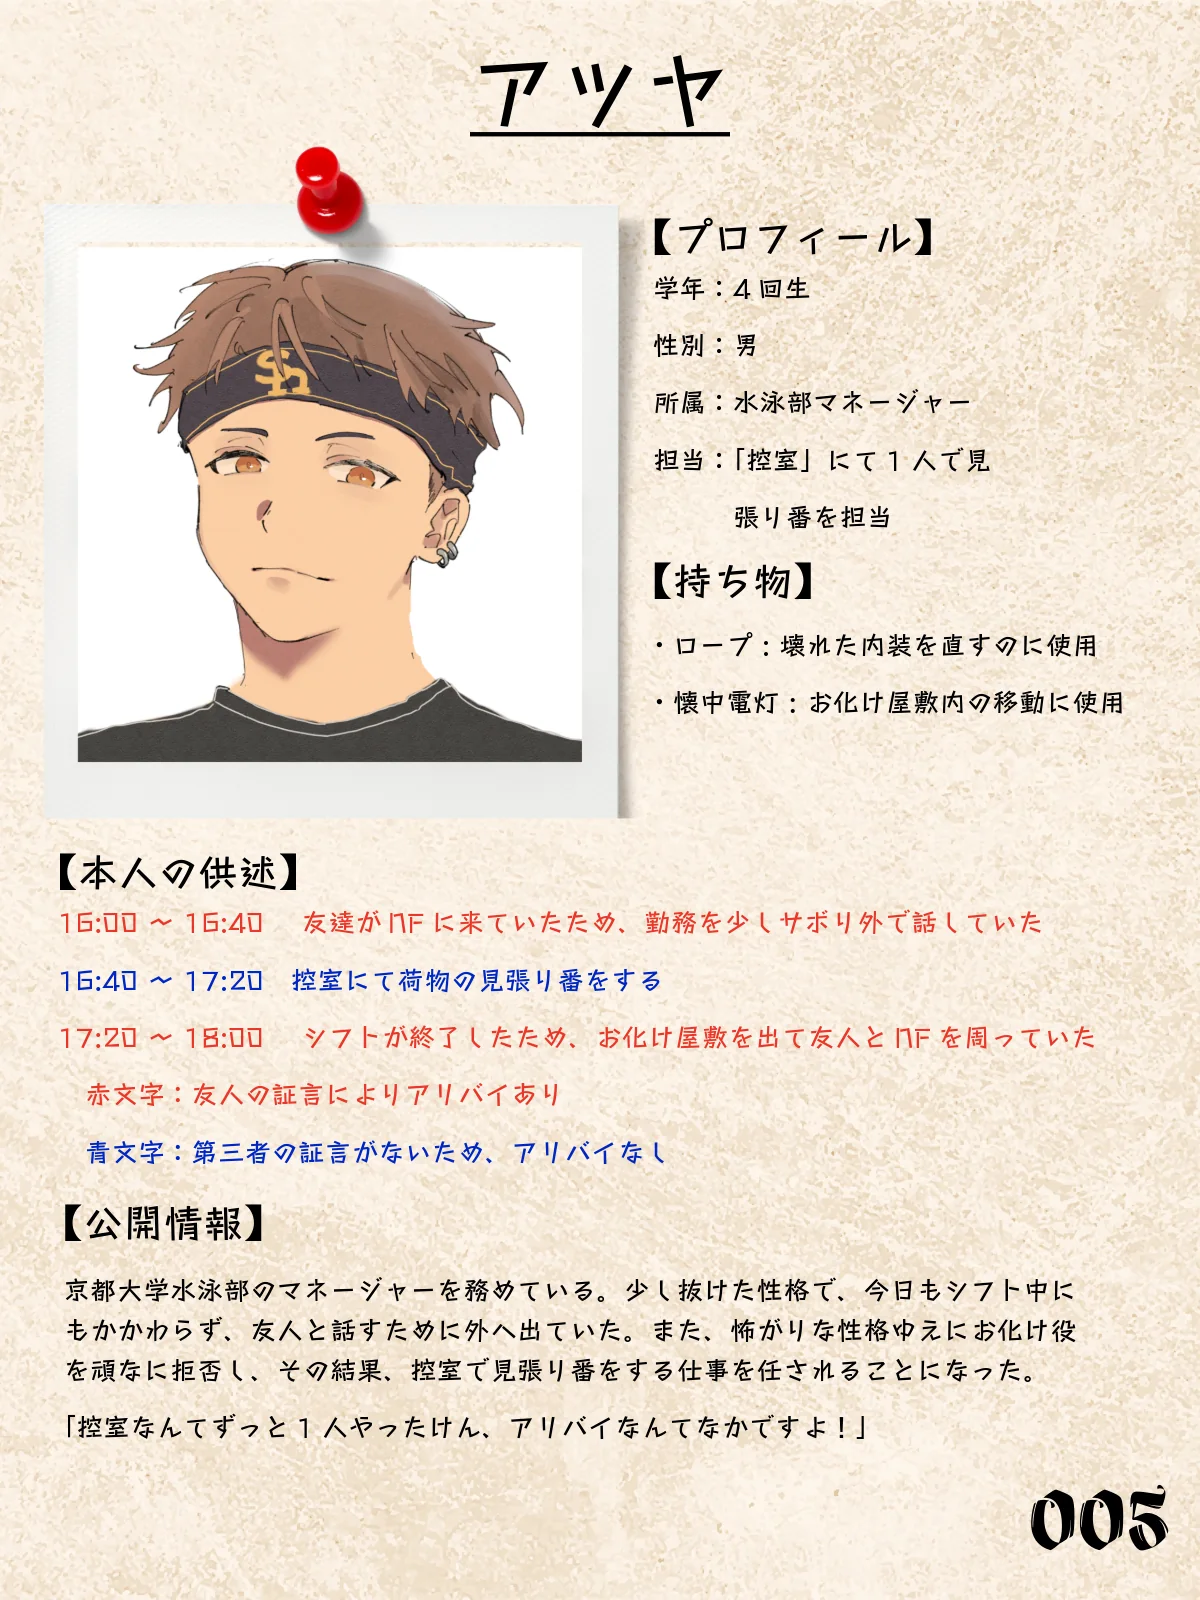 アツヤ
【プロフィール】
学年：4回生
性別：男
所属：水泳部マネージャー
担当：「控室」にて1人で見
張り番を担当
【持ち物】
・ロープ：壊れた内装を直すのに使用
・懐中電灯：お化け屋敷内の移動に使用
SH
【本人の供述】
16:00 〜 16:40　友達がNFに来ていたため、勤務を少しサボり外で話していた
16:40 〜 17:20　控室にて荷物の見張り番をする
17:20 〜 18:00　シフトが終了したため、お化け屋敷を出て友人とNFを周っていた
赤文字：友人の証言によりアリバイあり
青文字：第三者の証言がないため、アリバイなし
【公開情報】
京都大学水泳部のマネージャーを務めている。少し抜けた性格で、今日もシフト中に
もかかわらず、友人と話すために外へ出ていた。また、怖がりな性格ゆえにお化け役
を頑なに拒否し、その結果、控室で見張り番をする仕事を任されることになった。
「控室なんてずっと1人やったけん、アリバイなんてなかですよ！」
005